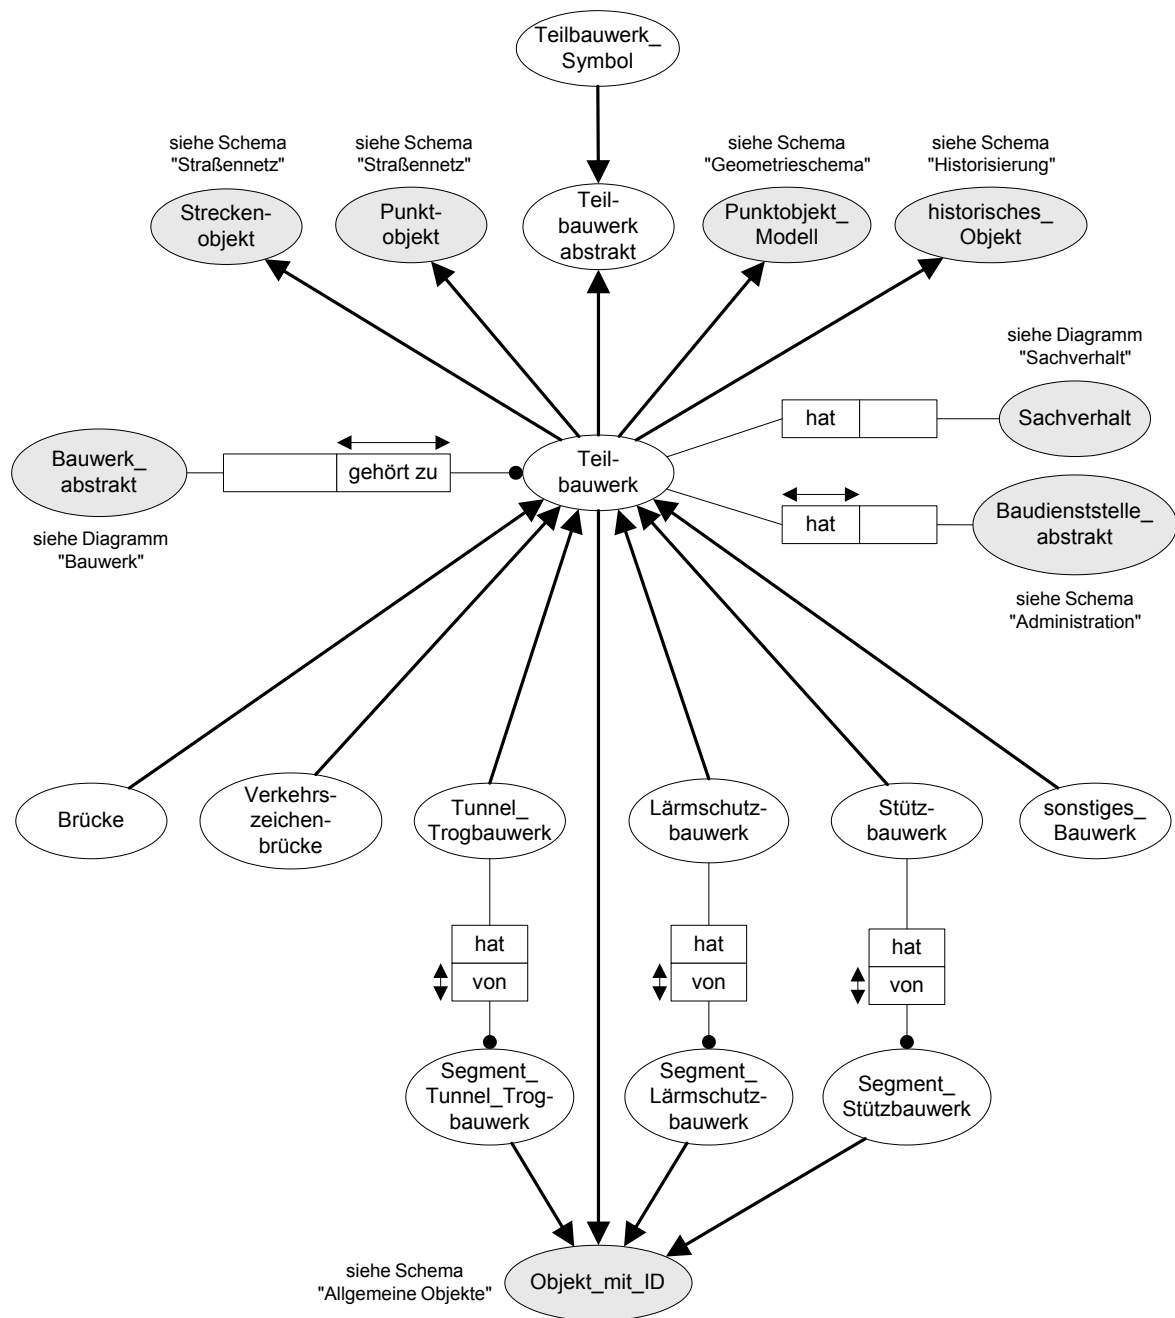 Teilbauwerk_
Symbol
siehe Schema
"Straßennetz"
siehe Schema
"Straßennetz"
siehe Schema
"Geometrieschema"
siehe Schema
"Historisierung"
Strecken-
objekt
Punkt-
objekt
Teil-
bauwerk
abstrakt
Punktobjekt_
Modell
historisches_
Objekt
siehe Diagramm
"Sachverhalt"
hat
Sachverhalt
Bauwerk_
abstrakt
gehört zu
Teil-
bauwerk
siehe Diagramm
"Bauwerk"
hat
Baudienststelle_
abstrakt
siehe Schema
"Administration"
Brücke
Verkehrs-
zeichen-
brücke
Tunnel_
Trogbauwerk
Lärmschutz-
bauwerk
Stütz-
bauwerk
sonstiges_
Bauwerk
hat
von
hat
von
hat
von
Segment_
Tunnel_Trog-
bauwerk
Segment_
Lärmschutz-
bauwerk
Segment_
Stützbauwerk
siehe Schema
"Allgemeine Objekte"
Objekt_mit_ID